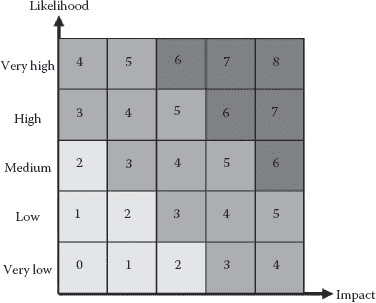 Likelihood
Very high 4 5 6 7 8
High 3 4 5 6 7
Medium 2 3 4 5 6
Low 1 2 3 4 5
Very low 0 1 2 3 4
Impact